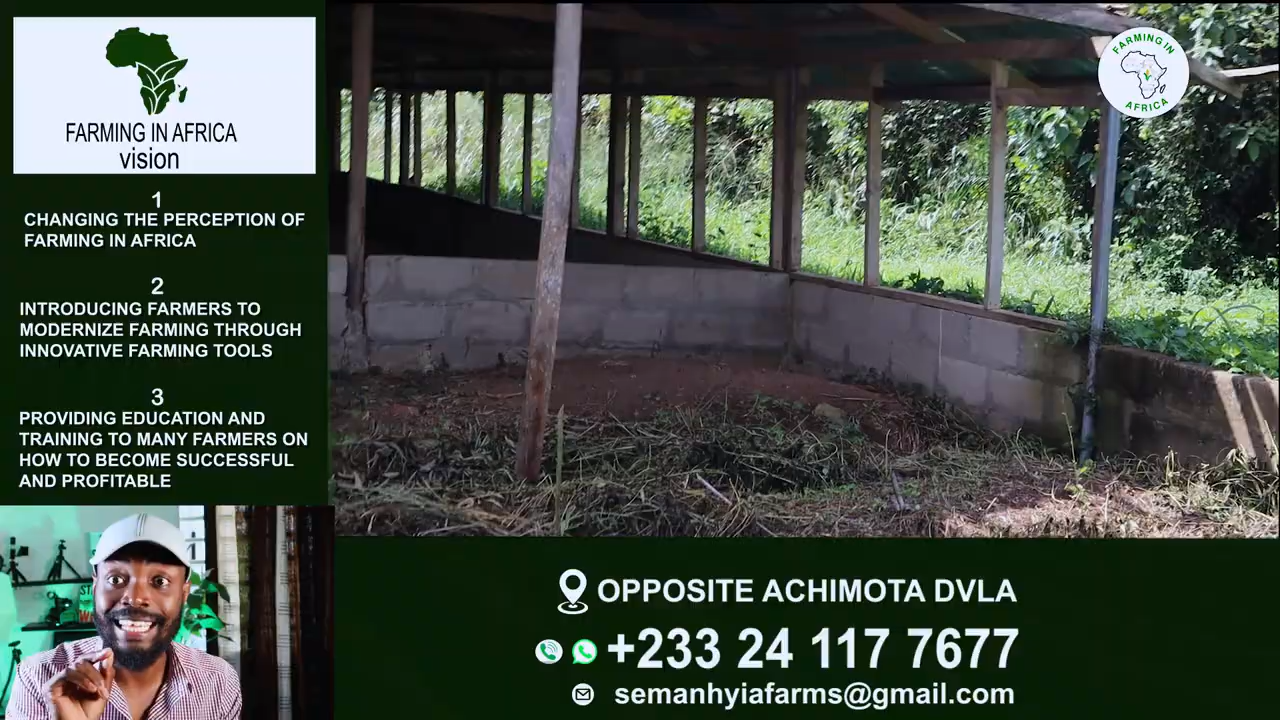 FARMING IN AFRICA
vision
1
CHANGING THE PERCEPTION OF
FARMING IN AFRICA
2
INTRODUCING FARMERS TO
MODERNIZE FARMING THROUGH
INNOVATIVE FARMING TOOLS
3
PROVIDING EDUCATION AND
TRAINING TO MANY FARMERS ON
HOW TO BECOME SUCCESSFUL
AND PROFITABLE
FARMING IN
AFRICA
OPPOSITE ACHIMOTA DVLA
+233 24 117 7677
semanhyiafarms@gmail.com